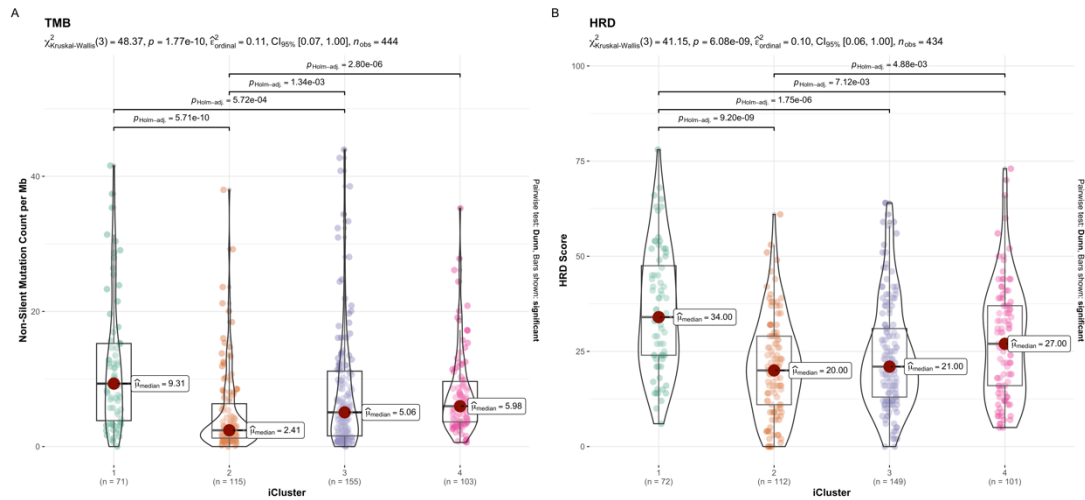 A
TMB
χ²Kruskal-Wallis(3) = 48.37, p = 1.77e-10, ε̂²ordinal = 0.11, CI95% [0.07, 1.00], nobs = 444
pHolm-adj. = 2.80e-06
pHolm-adj. = 1.34e-03
pHolm-adj. = 5.72e-04
pHolm-adj. = 5.71e-10
40
20
0
Non-Silent Mutation Count per Mb
μ̂median = 9.31
μ̂median = 2.41
μ̂median = 5.06
μ̂median = 5.98
Pairwise test: Dunn, Bars shown: significant
1 2 3 4
(n = 71) (n = 115) (n = 155) (n = 103)
iCluster
B
HRD
χ²Kruskal-Wallis(3) = 41.15, p = 6.08e-09, ε̂²ordinal = 0.10, CI95% [0.06, 1.00], nobs = 434
pHolm-adj. = 4.88e-03
pHolm-adj. = 7.12e-03
pHolm-adj. = 1.75e-06
pHolm-adj. = 9.20e-09
100
75
50
25
0
HRD Score
μ̂median = 34.00
μ̂median = 20.00
μ̂median = 21.00
μ̂median = 27.00
Pairwise test: Dunn, Bars shown: significant
1 2 3 4
(n = 72) (n = 112) (n = 149) (n = 101)
iCluster